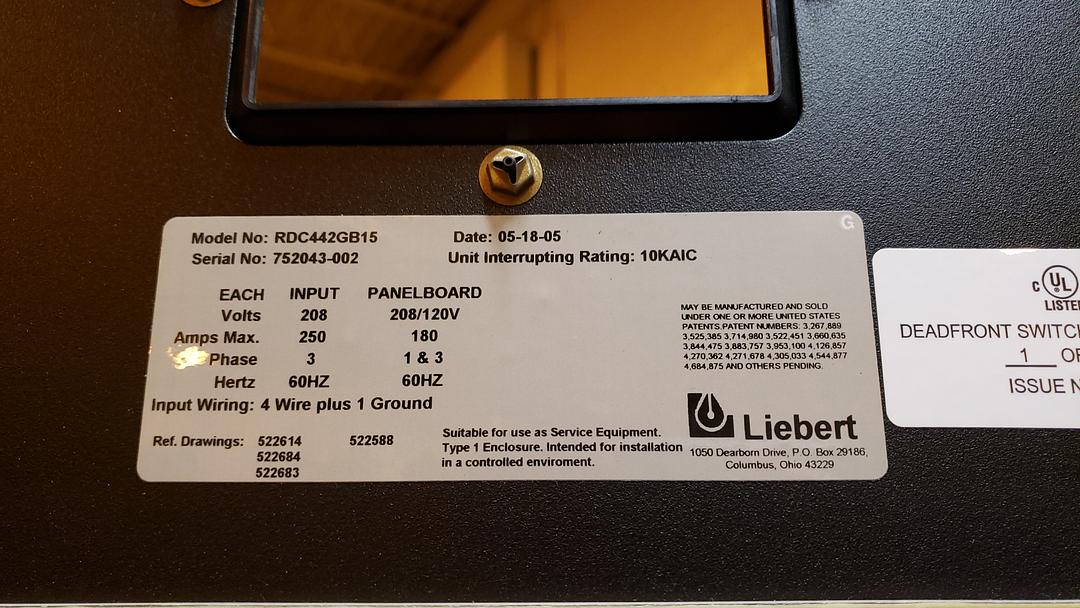 G
Model No: RDC442GB15 Date: 05-18-05
Serial No: 752043-002 Unit Interrupting Rating: 10KAIC
EACH INPUT PANELBOARD
Volts 208 208/120V
Amps Max. 250 180
Phase 3 1 & 3
Hertz 60HZ 60HZ
Input Wiring: 4 Wire plus 1 Ground
Ref. Drawings: 522614 522588
522684
522683
Suitable for use as Service Equipment.
Type 1 Enclosure. Intended for installation
in a controlled enviroment.
MAY BE MANUFACTURED AND SOLD
UNDER ONE OR MORE UNITED STATES
PATENTS.PATENT NUMBERS: 3,267,889
3,525,385 3,714,980 3,522,451 3,660,635
3,844,475 3,883,757 3,953,100 4,126,857
4,270,362 4,271,678 4,305,033 4,544,877
4,684,875 AND OTHERS PENDING.
Liebert
1050 Dearborn Drive, P.O. Box 29186,
Columbus, Ohio 43229
C UL
LISTE
DEADFRONT SWITC
1 OF
ISSUE N